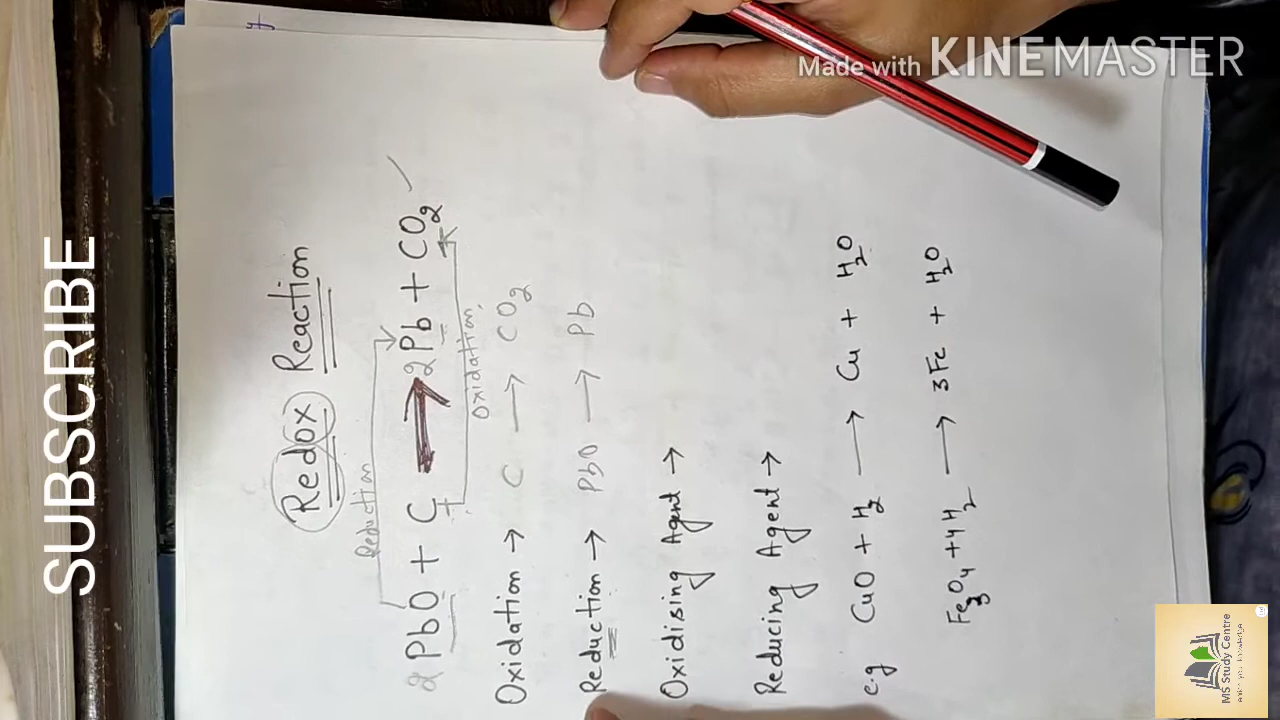 Made with KINEMASTER
SUBSCRIBE
Redox Reaction
Reduction
2PbO + C → 2Pb + CO₂
Oxidation
Oxidation → C → CO₂
Reduction → PbO → Pb
Oxidising Agent →
Reducing Agent →
e.g CuO + H₂ → Cu + H₂O
Fe₃O₄ + 4H₂ → 3Fe + H₂O
MS Study Centre